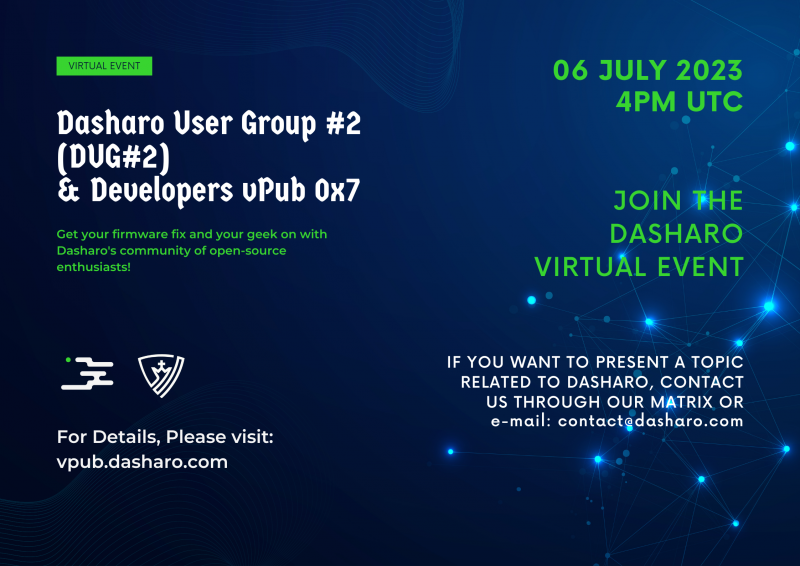 VIRTUAL EVENT
Dasharo User Group #2
(DUG#2)
& Developers vPub 0x7
Get your firmware fix and your geek on with
Dasharo's community of open-source
enthusiasts!
For Details, Please visit:
vpub.dasharo.com
06 JULY 2023
4PM UTC
JOIN THE
DASHARO
VIRTUAL EVENT
IF YOU WANT TO PRESENT A TOPIC
RELATED TO DASHARO, CONTACT
US THROUGH OUR MATRIX OR
e-mail: contact@dasharo.com